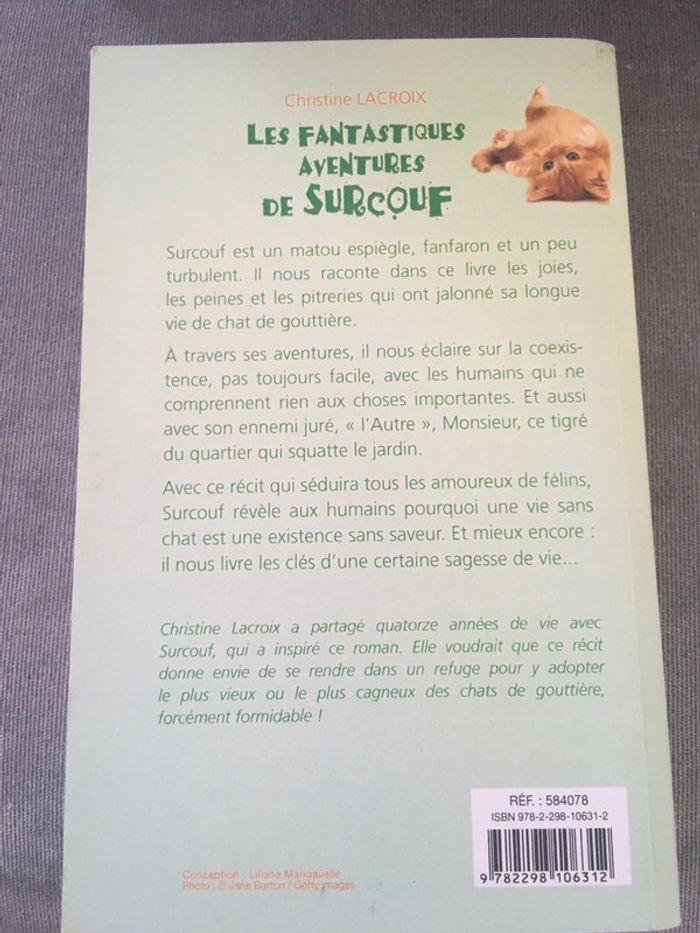 Christine LACROIX
LES FANTASTIQUES
AVENTURES
DE SURCOUF
Surcouf est un matou espiègle, fanfaron et un peu
turbulent. Il nous raconte dans ce livre les joies,
les peines et les pitreries qui ont jalonné sa longue
vie de chat de gouttière.
À travers ses aventures, il nous éclaire sur la coexis-
tence, pas toujours facile, avec les humains qui ne
comprennent rien aux choses importantes. Et aussi
avec son ennemi juré, « l'Autre », Monsieur, ce tigré
du quartier qui squatte le jardin.
Avec ce récit qui séduira tous les amoureux de félins,
Surcouf révèle aux humains pourquoi une vie sans
chat est une existence sans saveur. Et mieux encore :
il nous livre les clés d'une certaine sagesse de vie...
Christine Lacroix a partagé quatorze années de vie avec
Surcouf, qui a inspiré ce roman. Elle voudrait que ce récit
donne envie de se rendre dans un refuge pour y adopter
le plus vieux ou le plus cagneux des chats de gouttière,
forcément formidable !
RÉF. : 584078
ISBN 978-2-298-10631-2
9 782298 106312
Conception : Liliane Mangavelle
Photo : © Jane Burton / Getty Images